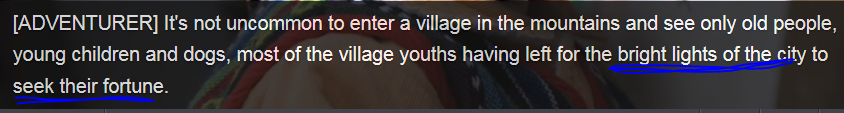 [ADVENTURER] It's not uncommon to enter a village in the mountains and see only old people,
young children and dogs, most of the village youths having left for the bright lights of the city to
seek their fortune.